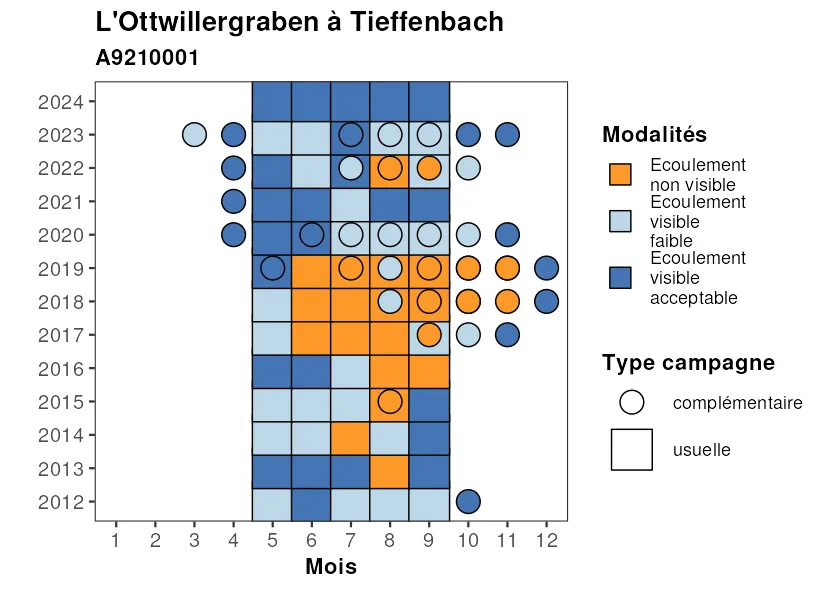 L'Ottwillergraben à Tieffenbach
A9210001
2024
2023
2022
2021
2020
2019
2018
2017
2016
2015
2014
2013
2012
1 2 3 4 5 6 7 8 9 10 11 12
Mois
Modalités
Ecoulement
non visible
Ecoulement
visible
faible
Ecoulement
visible
acceptable
Type campagne
complémentaire
usuelle